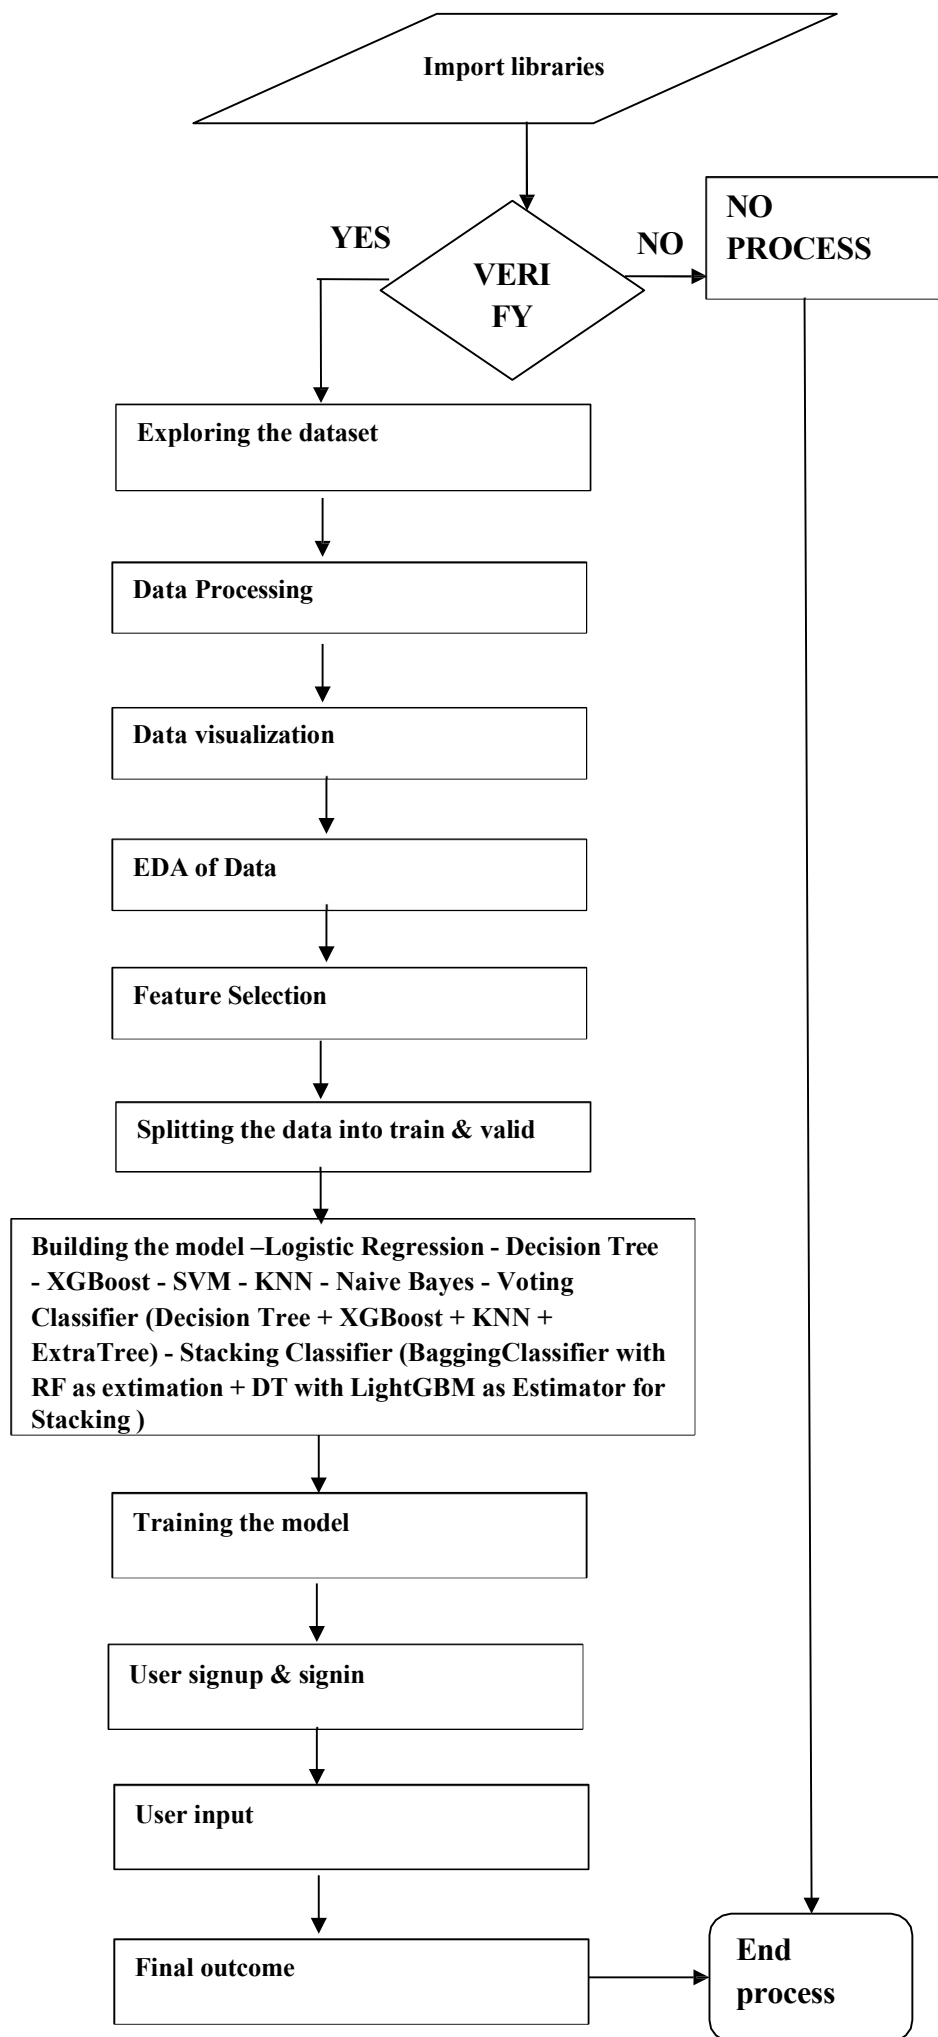 Import libraries
YES
NO
NO
PROCESS
VERI
FY
Exploring the dataset
Data Processing
Data visualization
EDA of Data
Feature Selection
Splitting the data into train & valid
Building the model –Logistic Regression - Decision Tree
- XGBoost - SVM - KNN - Naive Bayes - Voting
Classifier (Decision Tree + XGBoost + KNN +
ExtraTree) - Stacking Classifier (BaggingClassifier with
RF as extimation + DT with LightGBM as Estimator for
Stacking )
Training the model
User signup & signin
User input
Final outcome
End
process